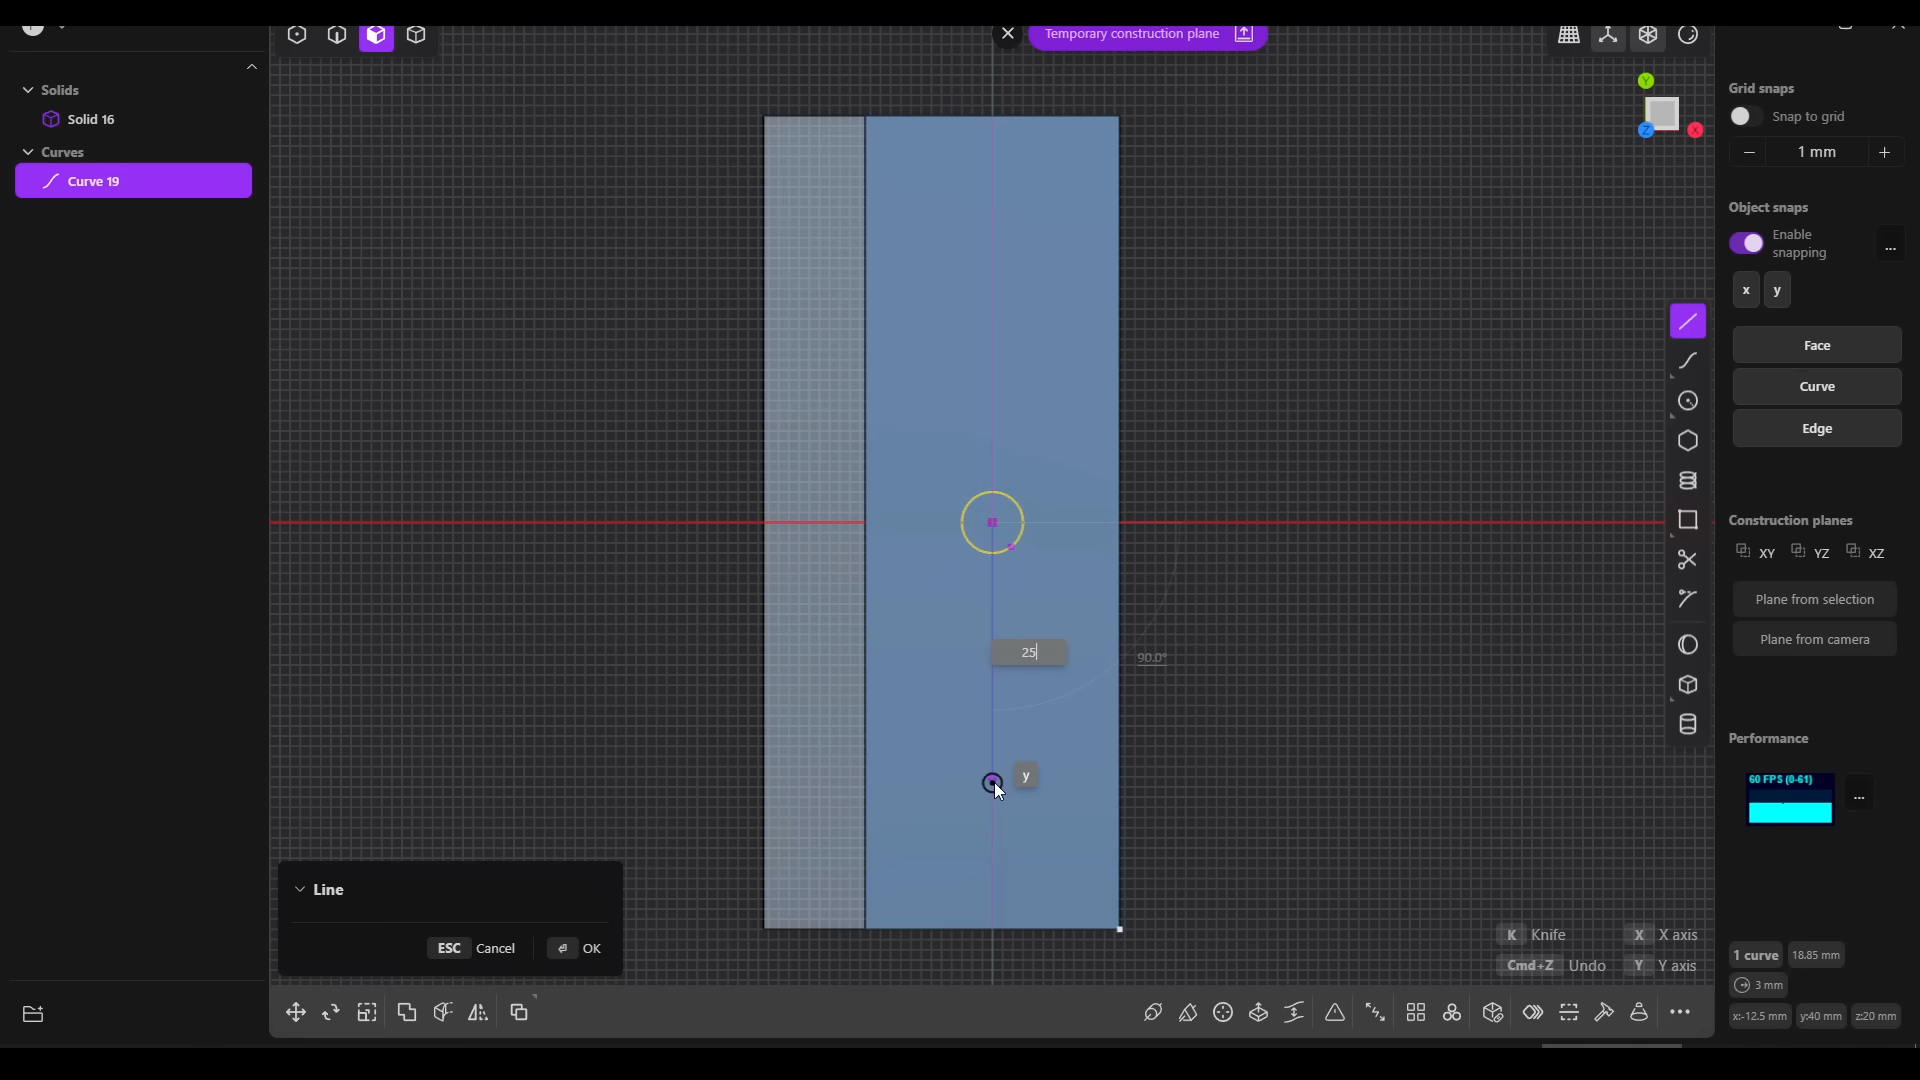 Temporary construction plane
Solids
Solid 16
Curves
Curve 19
Y
Z
X
Grid snaps
Snap to grid
1 mm
Object snaps
Enable
snapping
...
x
y
Face
Curve
Edge
Construction planes
XY
YZ
XZ
Plane from selection
Plane from camera
25
90.0°
y
Performance
60 FPS (0-61)
...
Line
ESC Cancel
OK
K Knife
X X axis
Cmd+Z Undo
Y Y axis
1 curve
18.85 mm
3 mm
x:-12.5 mm
y:40 mm
z:20 mm